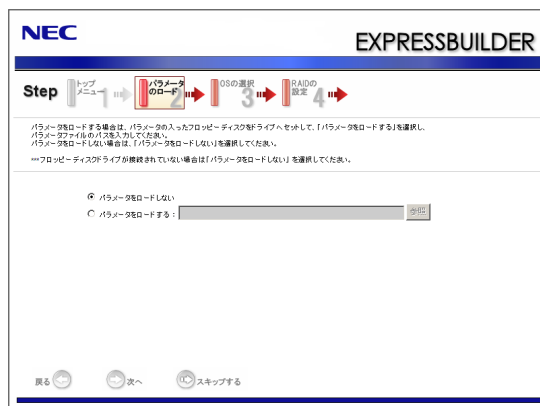 NEC
EXPRESSBUILDER
Step
トップ
メニュー 1
パラメータ
のロード 2
OSの選択
3
RAIDの
設定 4
パラメータをロードする場合は、パラメータの入ったフロッピーディスクをドライブへセットして、「パラメータをロードする」を選択し、
パラメータファイルのパスを入力してください。
パラメータをロードしない場合は、「パラメータをロードしない」を選択してください。
***フロッピーディスクドライブが接続されていない場合は「パラメータをロードしない」を選択してください。
パラメータをロードしない
パラメータをロードする：
参照
戻る
次へ
スキップする